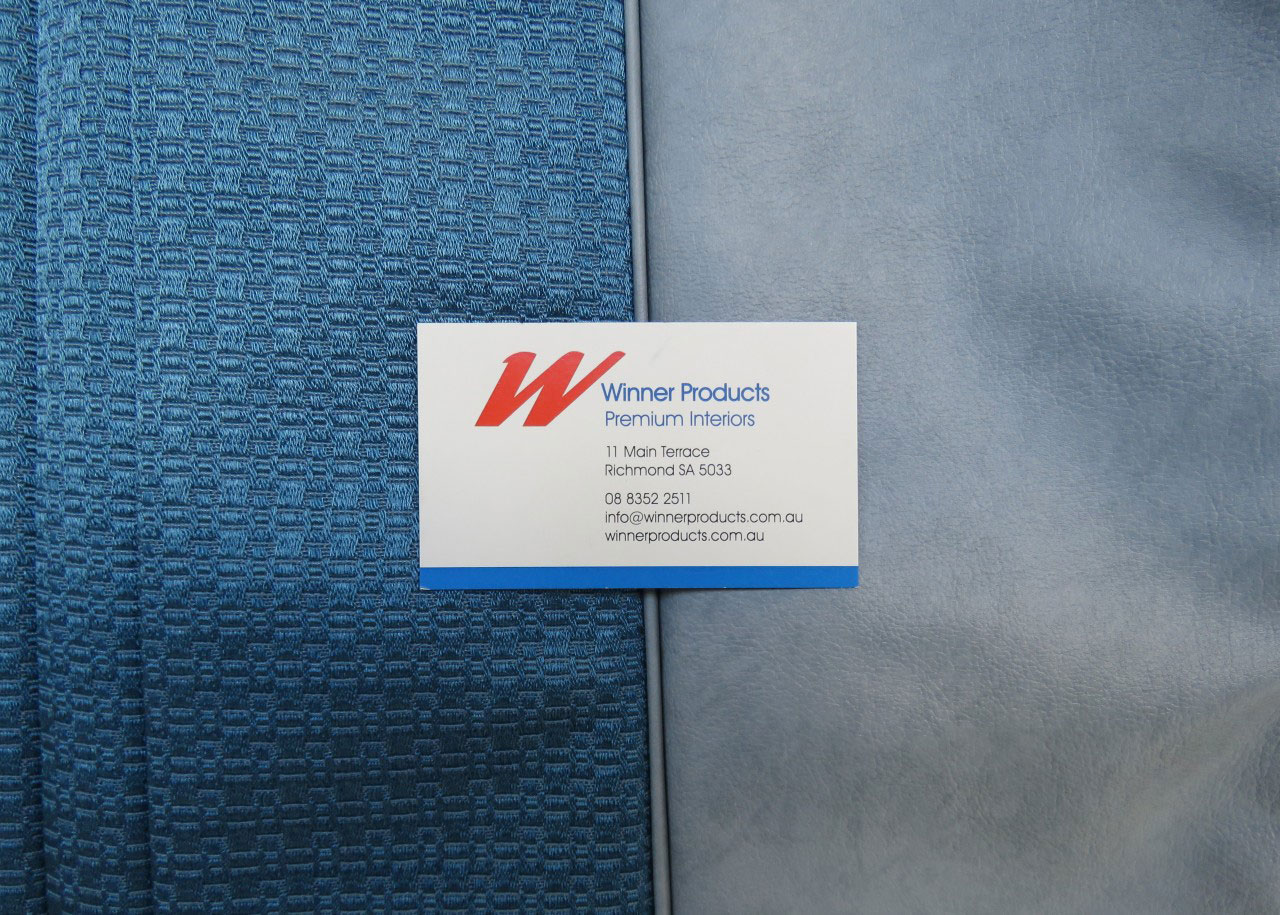 W Winner Products
Premium Interiors
11 Main Terrace
Richmond SA 5033
08 8352 2511
info@winnerproducts.com.au
winnerproducts.com.au